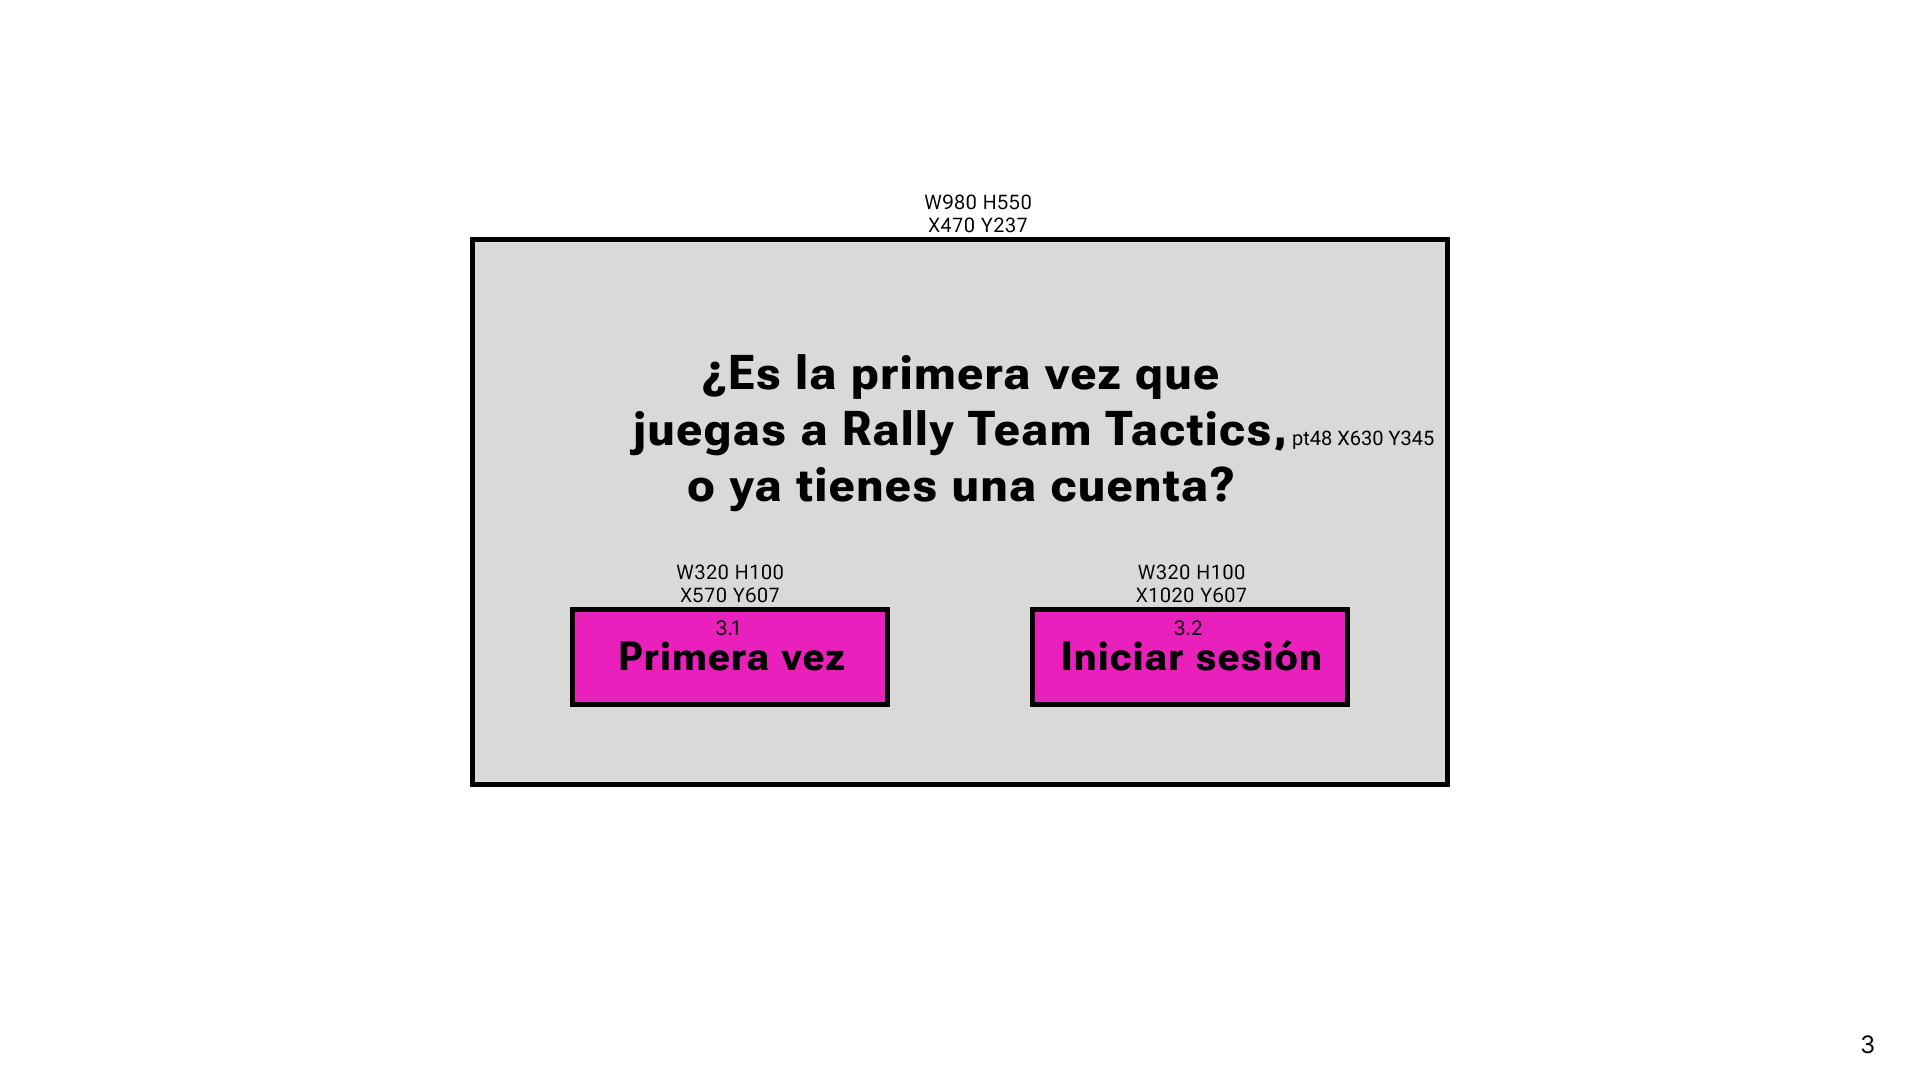 W980 H550
X470 Y237
¿Es la primera vez que
juegas a Rally Team Tactics, pt48 X630 Y345
o ya tienes una cuenta?
W320 H100
X570 Y607
3.1
Primera vez
W320 H100
X1020 Y607
3.2
Iniciar sesión
3